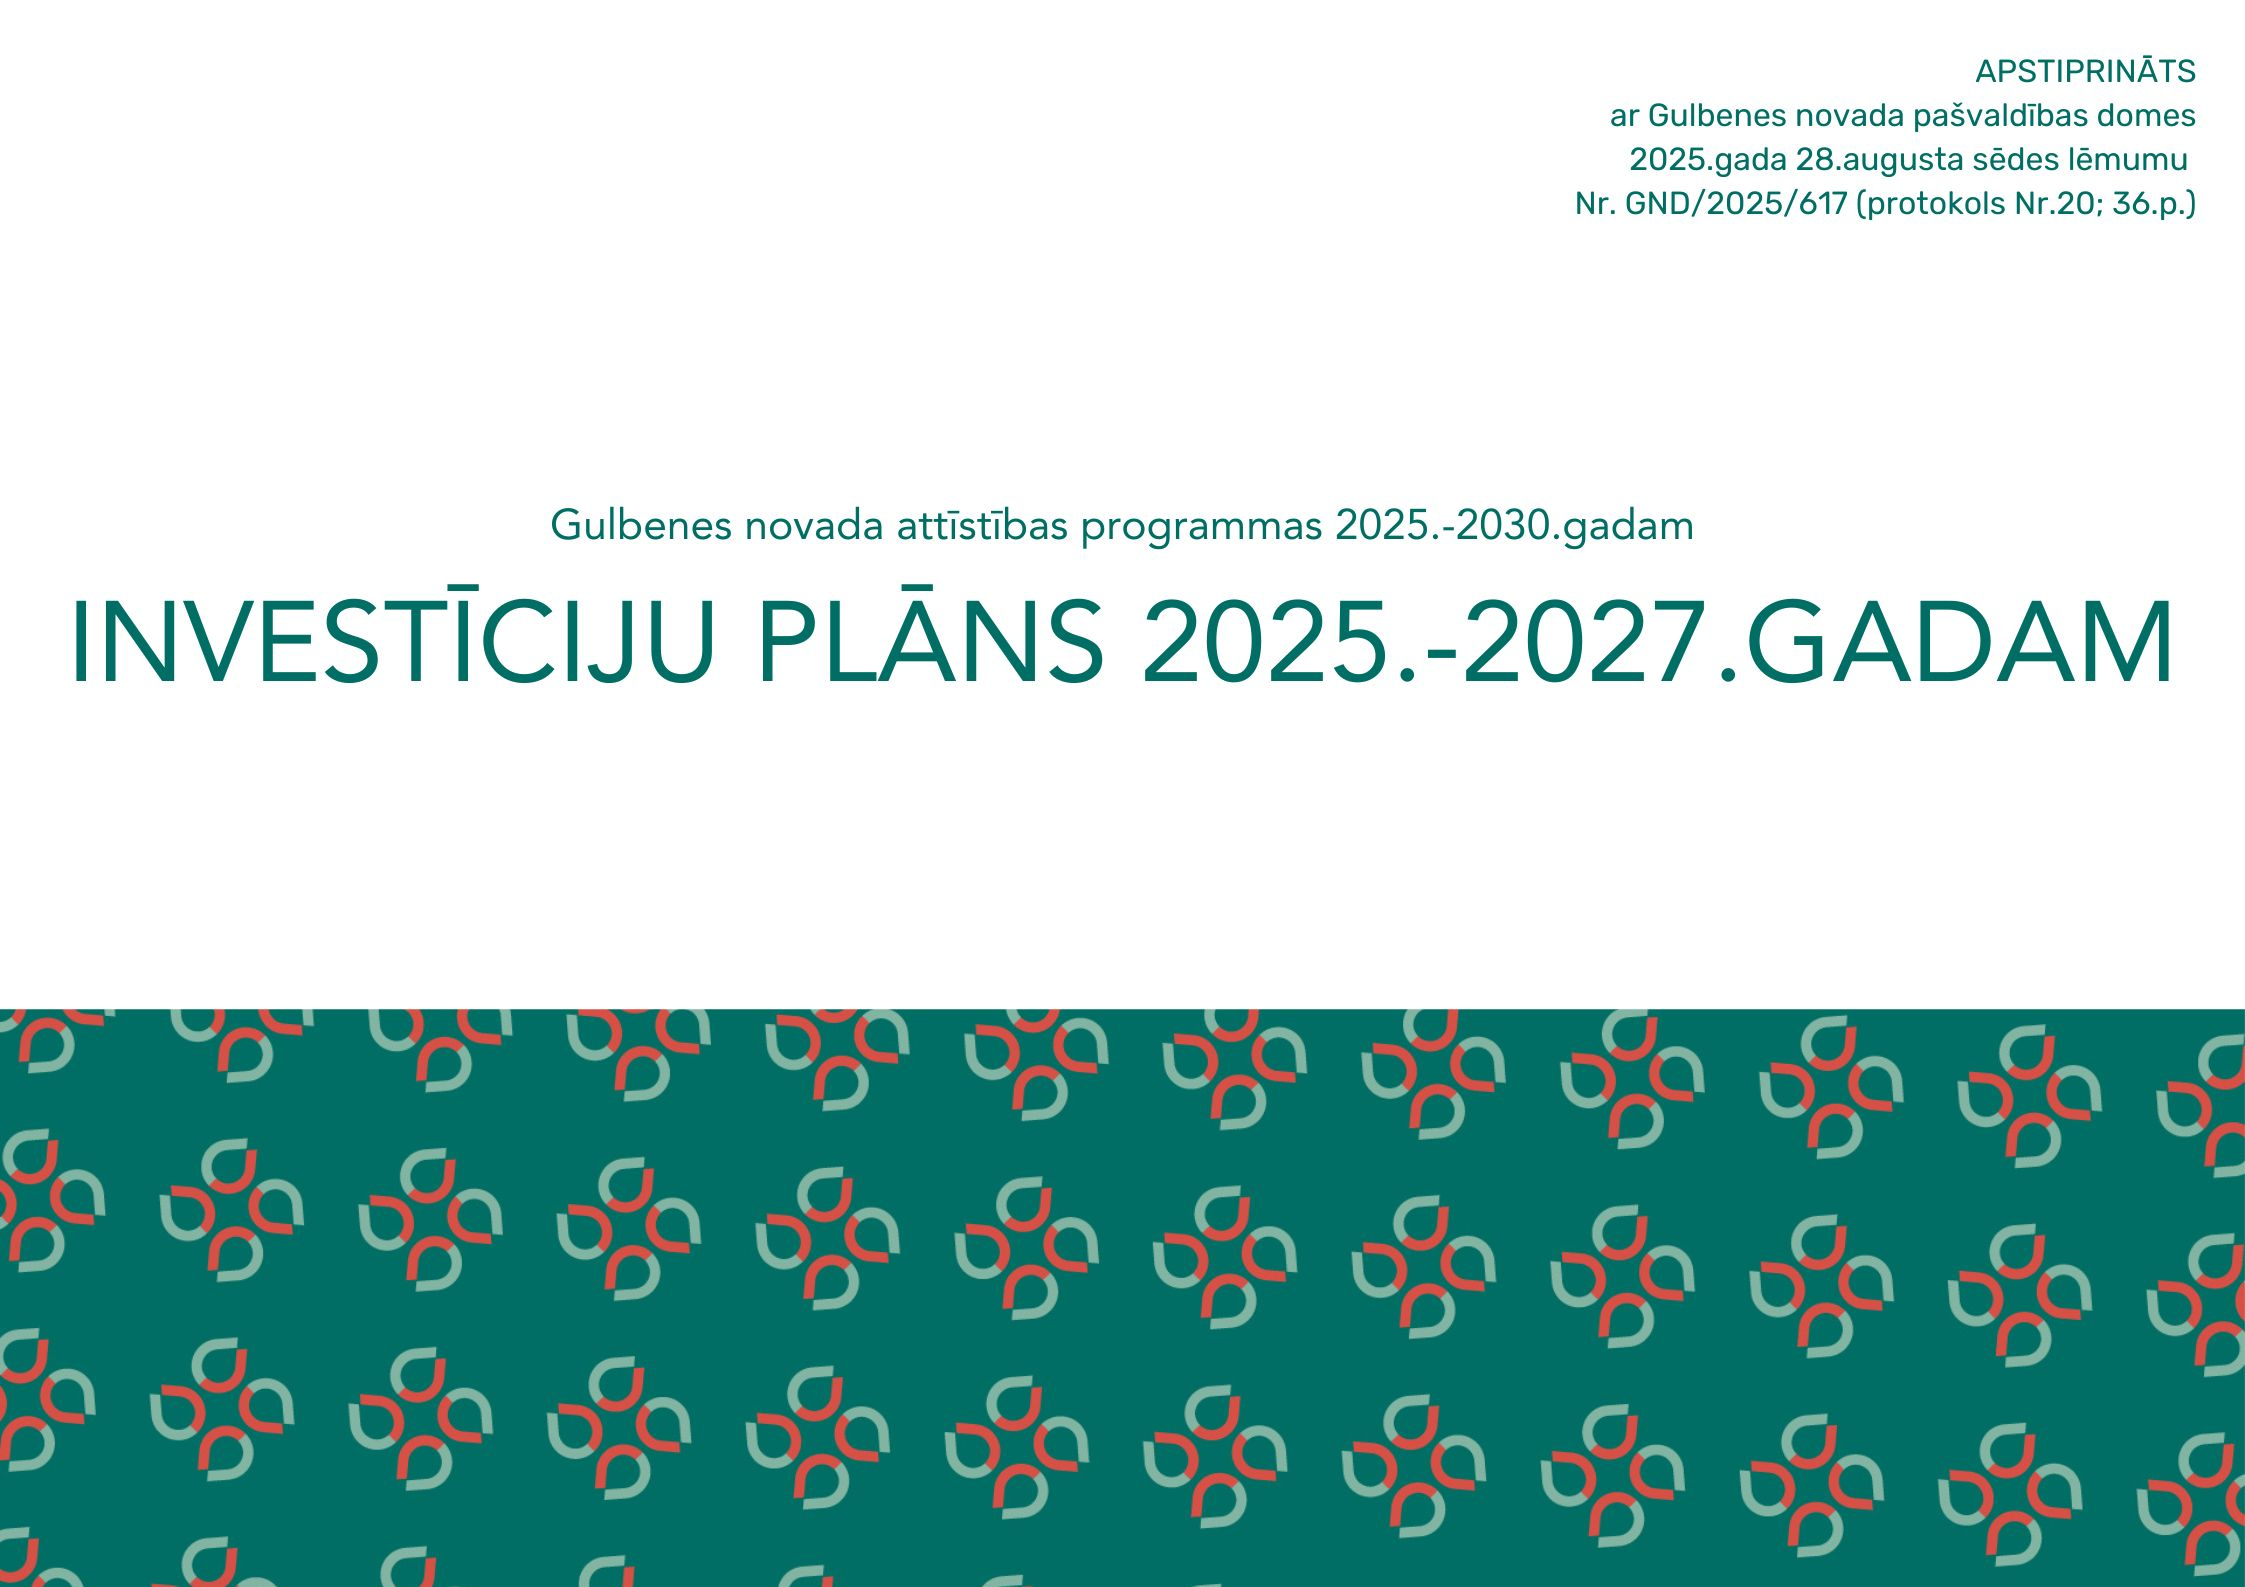 APSTIPRINĀTS
ar Gulbenes novada pašvaldības domes
2025.gada 28.augusta sēdes lēmumu
Nr. GND/2025/617 (protokols Nr.20; 36.p.)
Gulbenes novada attīstības programmas 2025.-2030.gadam
INVESTĪCIJU PLĀNS 2025.-2027.GADAM